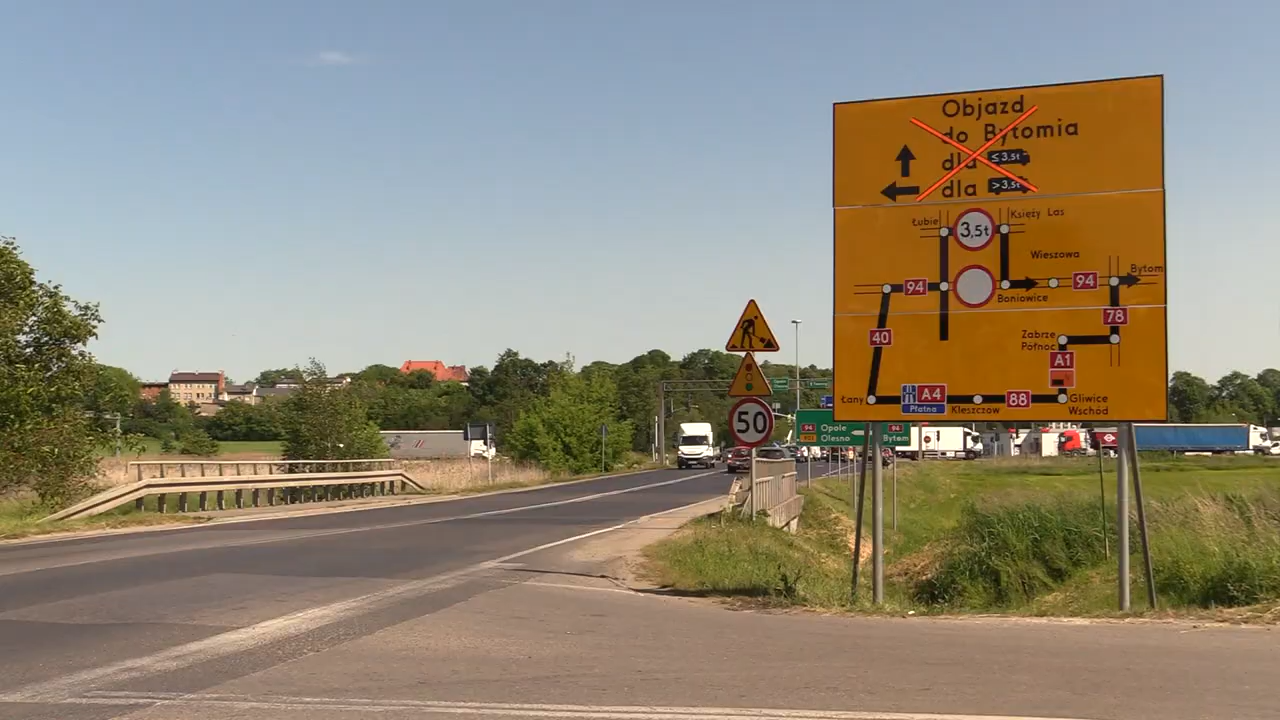 Objazd
do Bytomia
dla ≤3,5t
dla >3,5t
Łubie
3,5t
Księży Las
Wieszowa
Bytom
94
94
Boniowice
78
40
Zabrze
Północ
A1
Łany
A4
Płatna
Kleszczow
88
Gliwice
Wschód
50
94
Opole
Olesno
94
Bytom